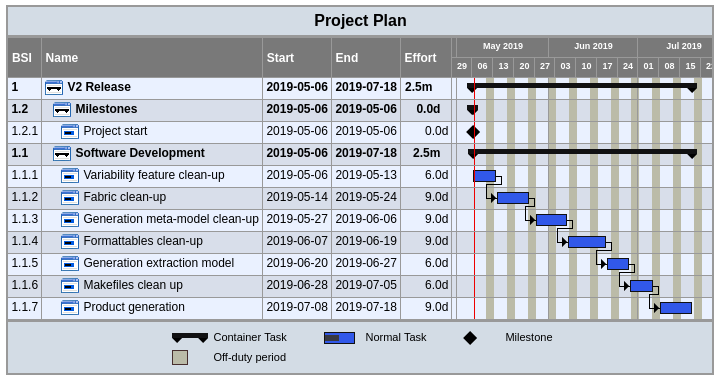 Project Plan
BSI Name Start End Effort May 2019 Jun 2019 Jul 2019
29 06 13 20 27 03 10 17 24 01 08 15
1 V2 Release 2019-05-06 2019-07-18 2.5m
1.2 Milestones 2019-05-06 2019-05-06 0.0d
1.2.1 Project start 2019-05-06 2019-05-06 0.0d
1.1 Software Development 2019-05-06 2019-07-18 2.5m
1.1.1 Variability feature clean-up 2019-05-06 2019-05-13 6.0d
1.1.2 Fabric clean-up 2019-05-14 2019-05-24 9.0d
1.1.3 Generation meta-model clean-up 2019-05-27 2019-06-06 9.0d
1.1.4 Formattables clean-up 2019-06-07 2019-06-19 9.0d
1.1.5 Generation extraction model 2019-06-20 2019-06-27 6.0d
1.1.6 Makefiles clean up 2019-06-28 2019-07-05 6.0d
1.1.7 Product generation 2019-07-08 2019-07-18 9.0d
Container Task Normal Task Milestone
Off-duty period